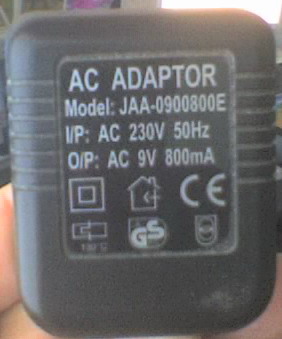 AC ADAPTOR
Model: JAA-0900800E
I/P: AC 230V 50Hz
O/P: AC 9V 800mA
CE
GS